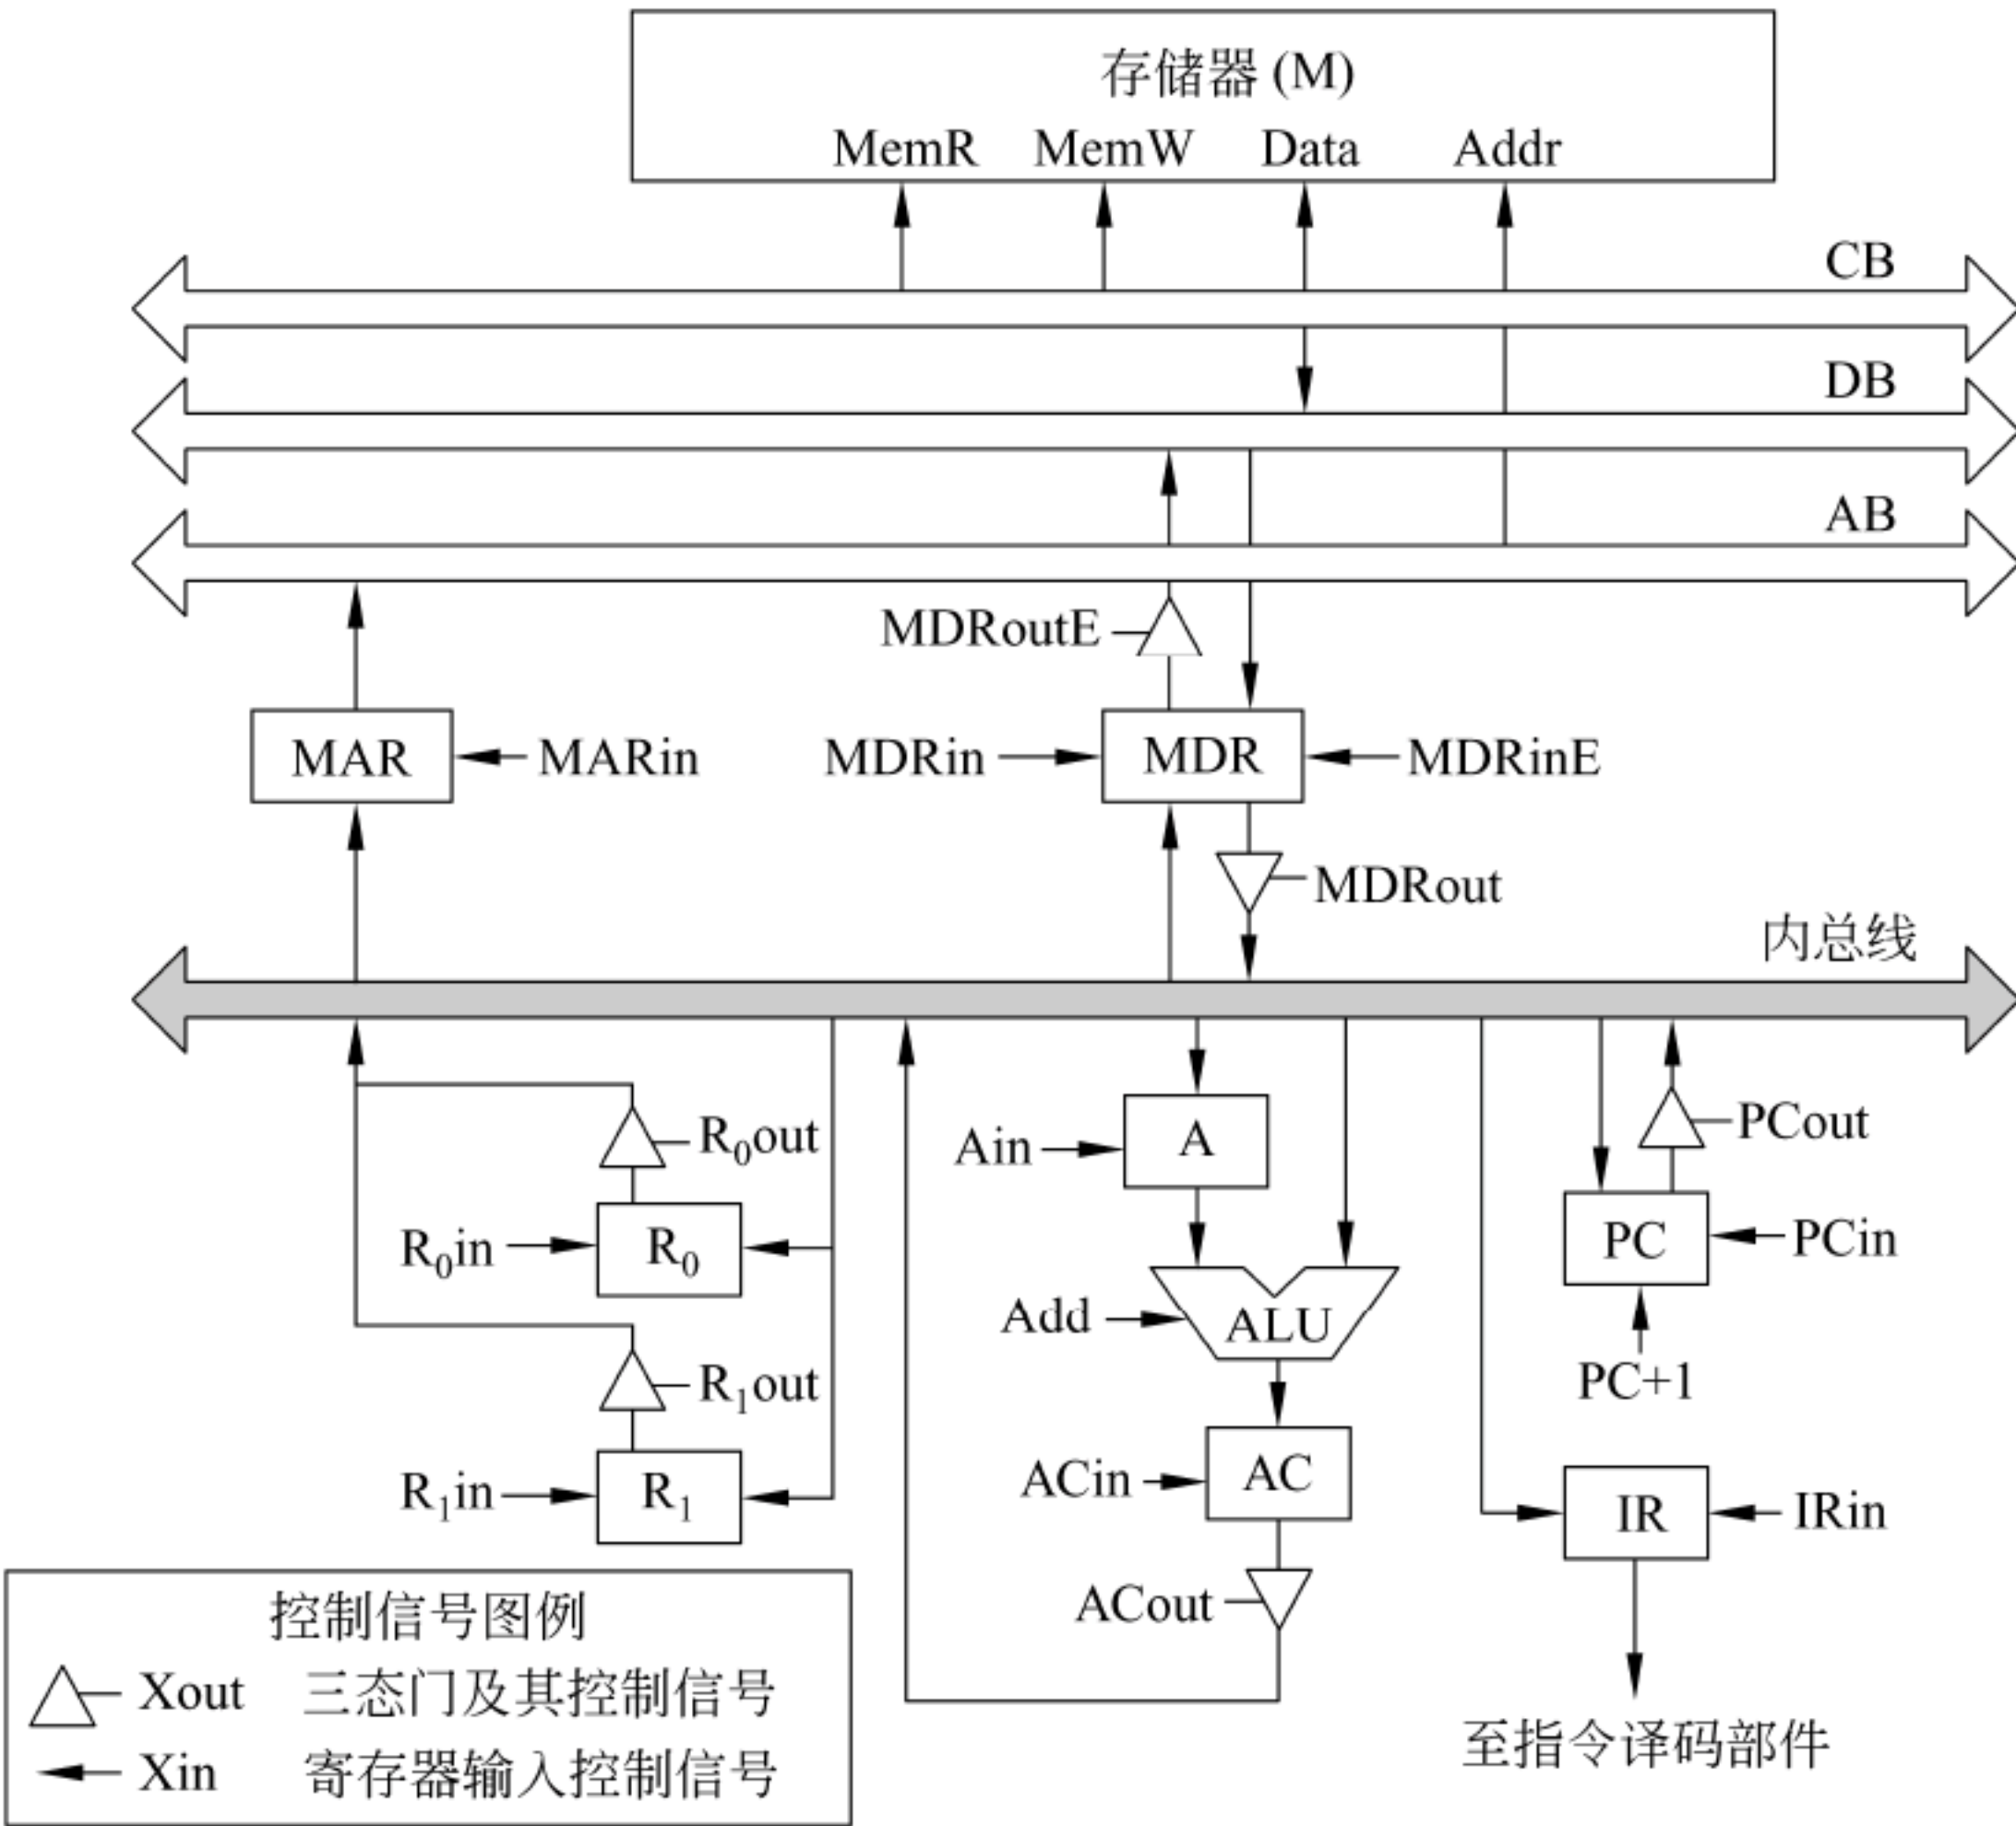 存储器 (M)
MemR MemW Data Addr
CB
DB
AB
MDRoutE
MAR MARin MDRin MDR MDRinE
MDRout
内总线
R₀out Ain A PCout
R₀in R₀ PC PCin
Add ALU
R₁out PC+1
R₁in R₁ ACin AC IR IRin
ACout
控制信号图例
Xout 三态门及其控制信号
Xin 寄存器输入控制信号
至指令译码部件